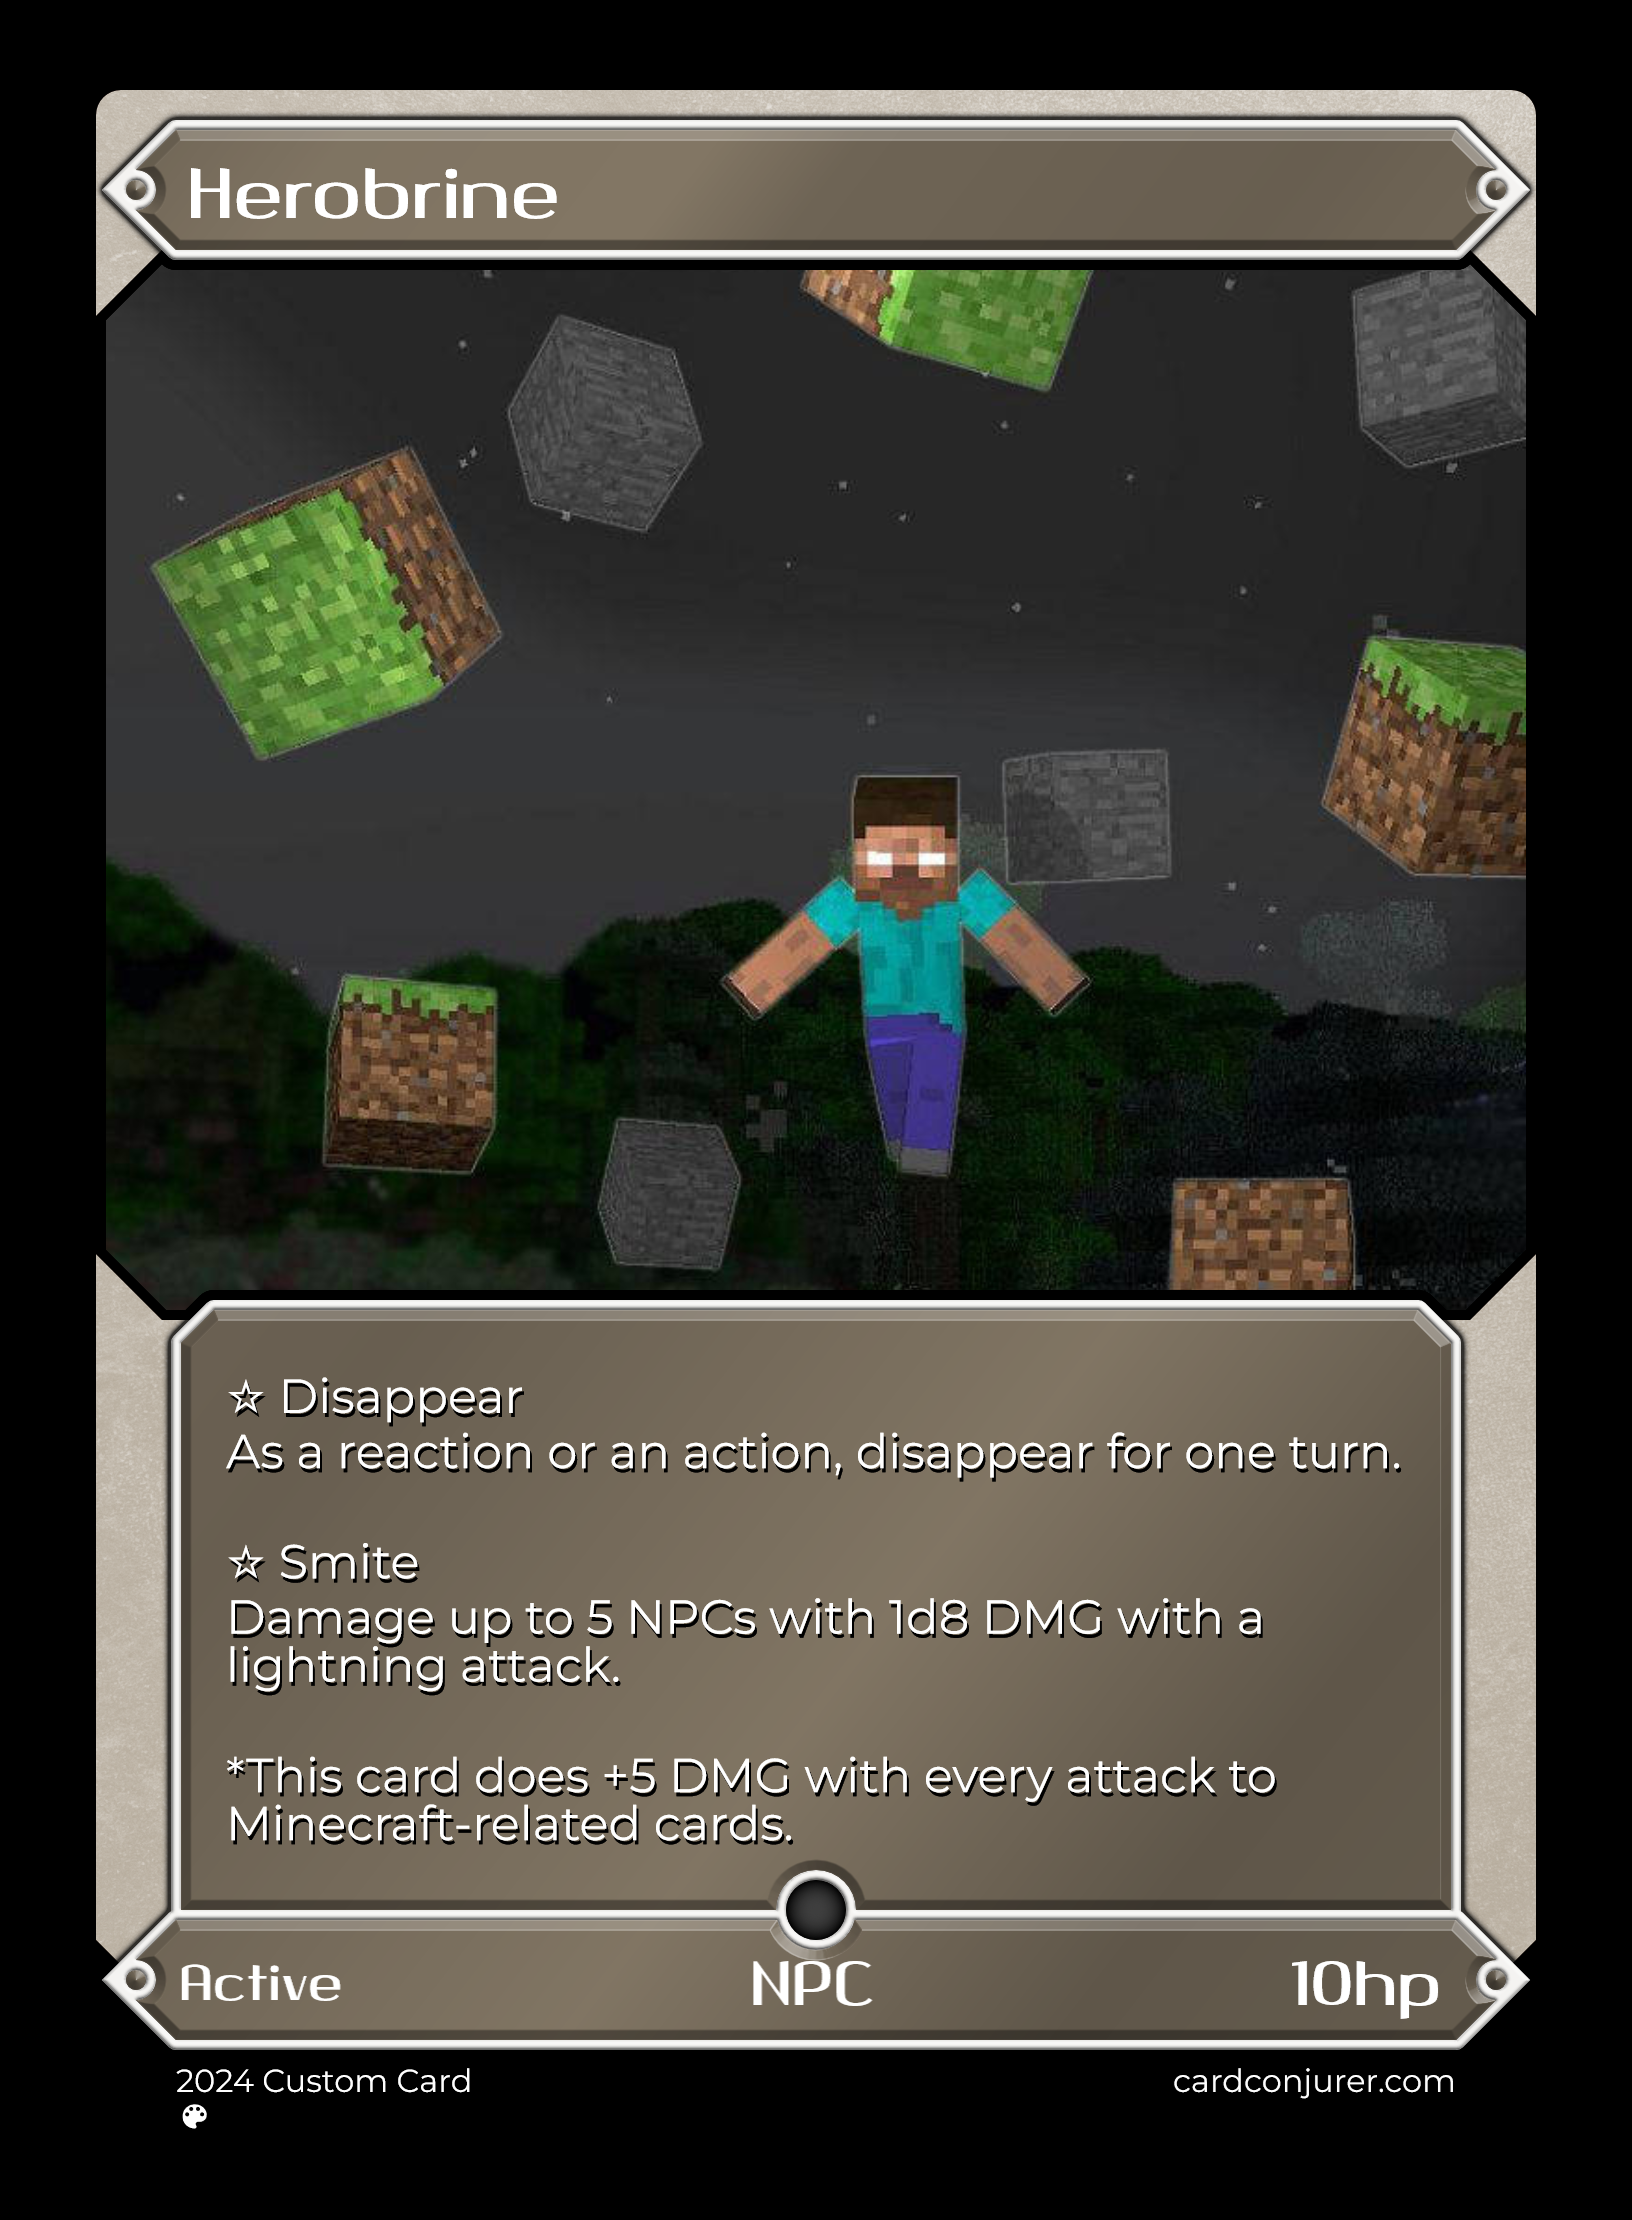 Herobrine
☆ Disappear
As a reaction or an action, disappear for one turn.
☆ Smite
Damage up to 5 NPCs with 1d8 DMG with a
lightning attack.
*This card does +5 DMG with every attack to
Minecraft-related cards.
Active NPC 10hp
2024 Custom Card cardconjurer.com